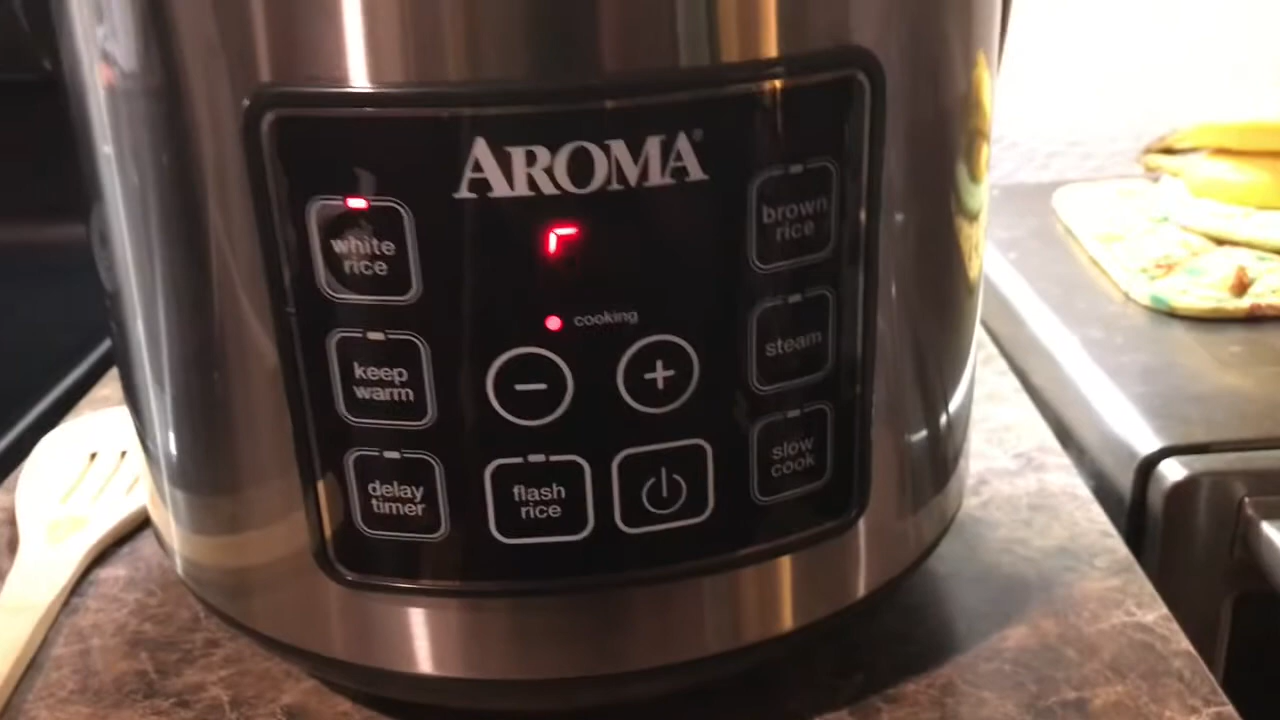 AROMA
white
rice
brown
rice
cooking
keep
warm
steam
delay
timer
flash
rice
slow
cook